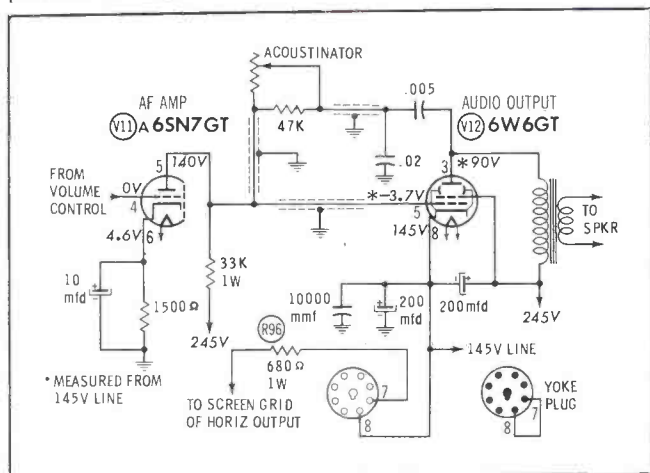 ACOUSTINATOR
.005
AF AMP
AUDIO OUTPUT
V11 A 6SN7GT
V12 6W6GT
47K
5
140V
3
*90V
.02
FROM
VOLUME
CONTROL
0V
4
*-3.7V
5
TO
SPKR
4.6V
6
145V
8
10
mfd
1500Ω
33K
1W
10000
mmf
200
mfd
200mfd
245V
245V
R96
680Ω
1W
145V LINE
* MEASURED FROM
145V LINE
TO SCREEN GRID
OF HORIZ OUTPUT
7
8
7
8
YOKE
PLUG